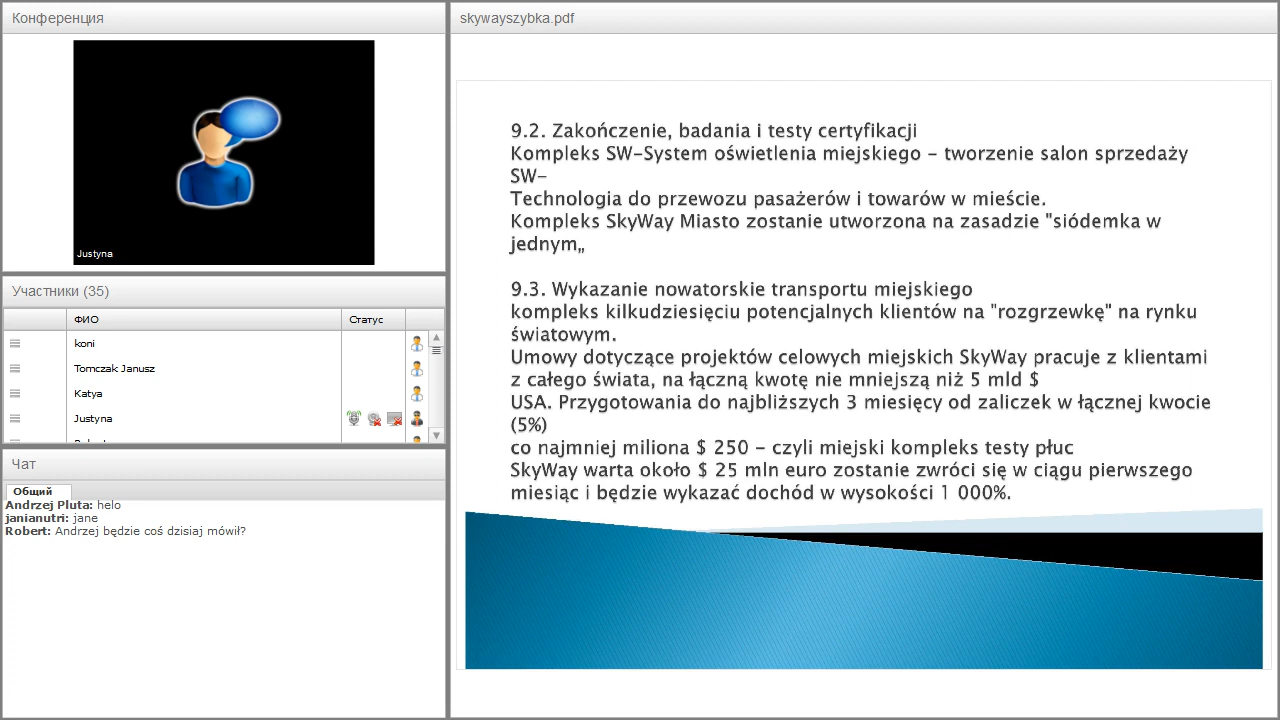 Конференция
Justyna
Участники (35)
ФИО
Статус
koni
Tomczak Janusz
Katya
Justyna
Чат
Общий
Andrzej Pluta: helo
janianutri: jane
Robert: Andrzej będzie coś dzisiaj mówił?
skywayszybka.pdf
9.2. Zakończenie, badania i testy certyfikacji
Kompleks SW-System oświetlenia miejskiego - tworzenie salon sprzedaży
SW-
Technologia do przewozu pasażerów i towarów w mieście.
Kompleks SkyWay Miasto zostanie utworzona na zasadzie "siódemka w
jednym„
9.3. Wykazanie nowatorskie transportu miejskiego
kompleks kilkudziesięciu potencjalnych klientów na "rozgrzewkę" na rynku
światowym.
Umowy dotyczące projektów celowych miejskich SkyWay pracuje z klientami
z całego świata, na łączną kwotę nie mniejszą niż 5 mld $
USA. Przygotowania do najbliższych 3 miesięcy od zaliczek w łącznej kwocie
(5%)
co najmniej miliona $ 250 - czyli miejski kompleks testy płuc
SkyWay warta około $ 25 mln euro zostanie zwróci się w ciągu pierwszego
miesiąc i będzie wykazać dochód w wysokości 1 000%.